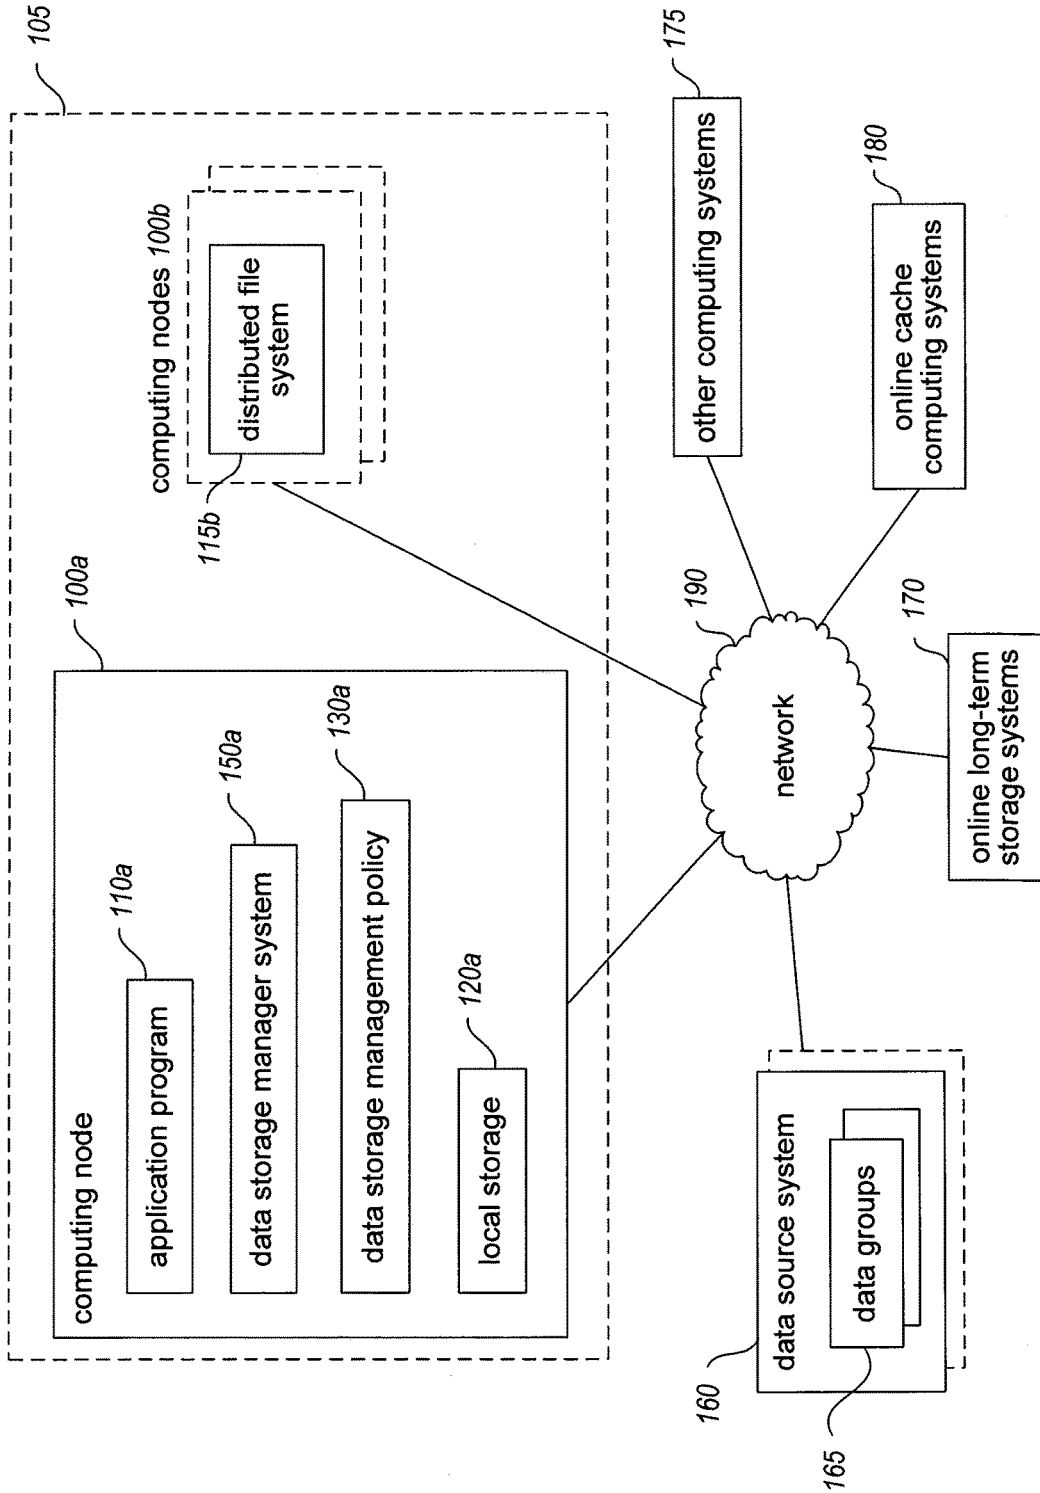 105
computing node
100a
application program
110a
data storage manager system
150a
data storage management policy
130a
local storage
120a
computing nodes 100b
distributed file
system
115b
network
190
data source system
160
data groups
165
online long-term
storage systems
170
other computing systems
175
online cache
computing systems
180